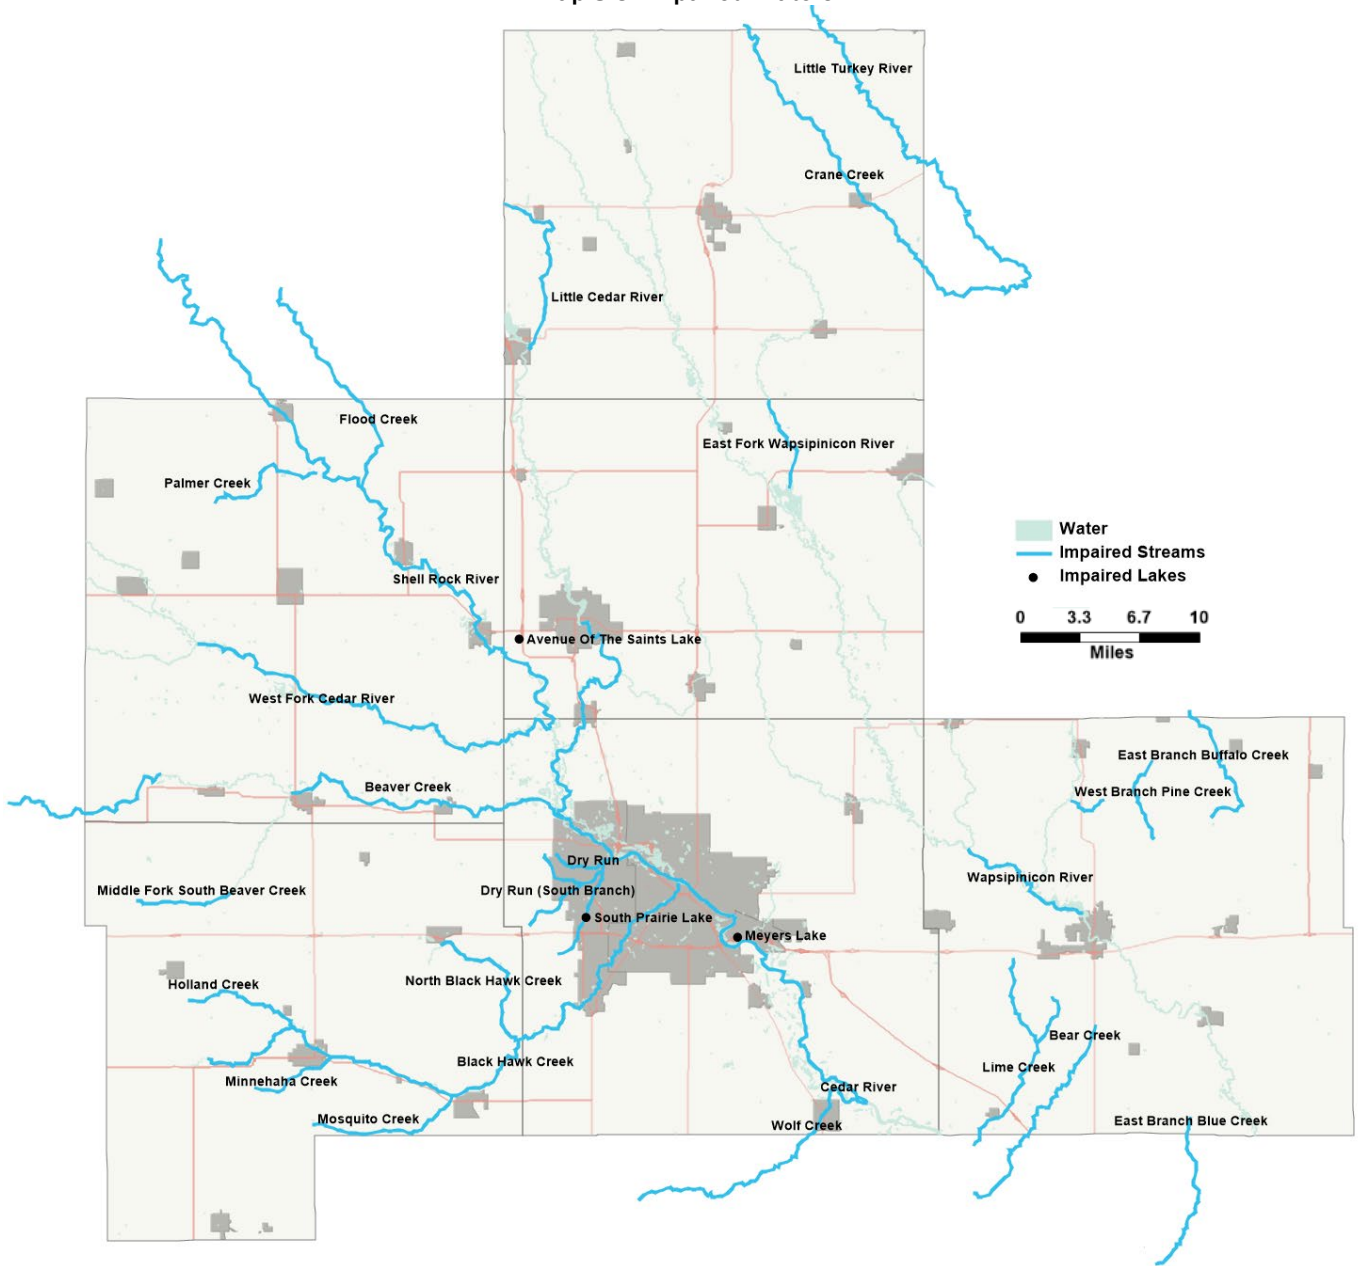 Little Turkey River
Crane Creek
Little Cedar River
Flood Creek
East Fork Wapsipinicon River
Palmer Creek
Water
Impaired Streams
Impaired Lakes
Shell Rock River
0 3.3 6.7 10
Miles
Avenue Of The Saints Lake
West Fork Cedar River
East Branch Buffalo Creek
Beaver Creek
West Branch Pine Creek
Dry Run
Wapsipinicon River
Middle Fork South Beaver Creek
Dry Run (South Branch)
South Prairie Lake
Meyers Lake
North Black Hawk Creek
Holland Creek
Bear Creek
Black Hawk Creek
Lime Creek
Minnehaha Creek
Cedar River
Mosquito Creek
Wolf Creek
East Branch Blue Creek